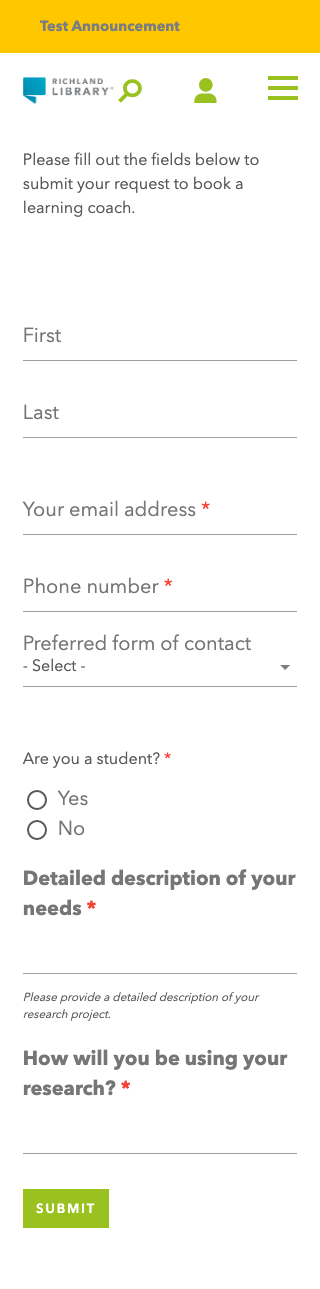 Test Announcement
RICHLAND
LIBRARY
Please fill out the fields below to
submit your request to book a
learning coach.
First
Last
Your email address *
Phone number *
Preferred form of contact
- Select -
Are you a student? *
Yes
No
Detailed description of your
needs *
Please provide a detailed description of your
research project.
How will you be using your
research? *
SUBMIT